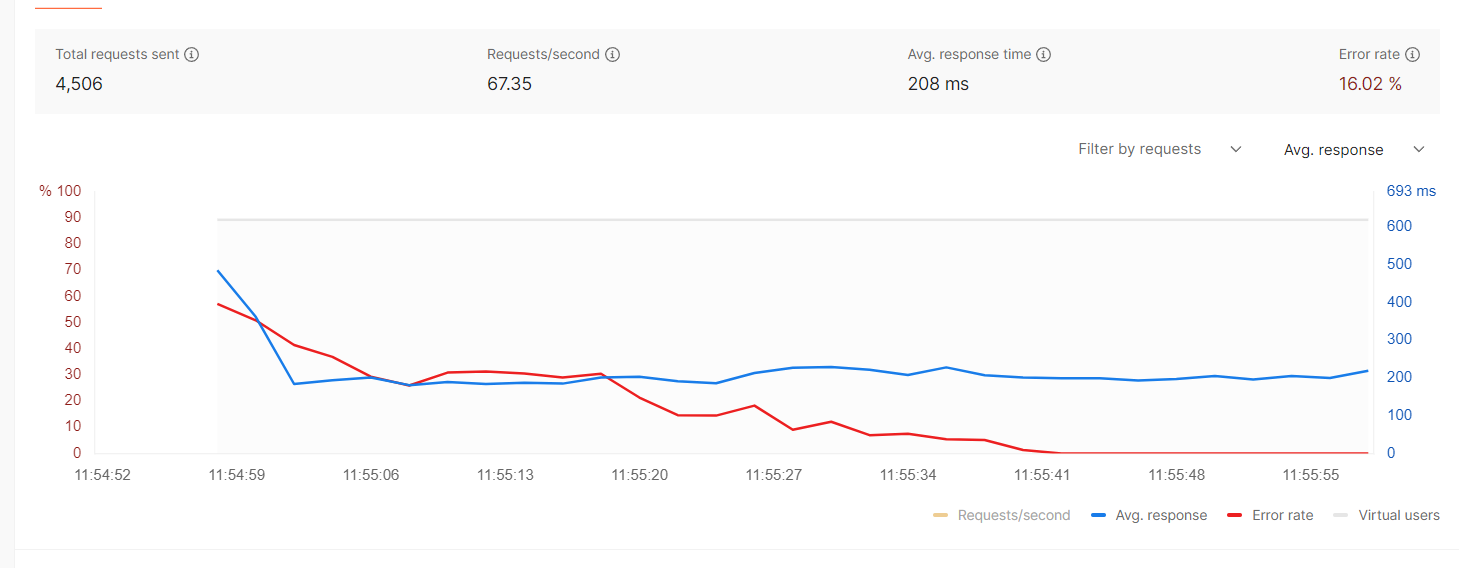 Total requests sent Requests/second Avg. response time Error rate
4,506 67.35 208 ms 16.02 %
Filter by requests Avg. response
% 100 693 ms
90 600
80 500
70 400
60 300
50 200
40 100
30 0
20
10
0
11:54:52 11:54:59 11:55:06 11:55:13 11:55:20 11:55:27 11:55:34 11:55:41 11:55:48 11:55:55
Requests/second Avg. response Error rate Virtual users